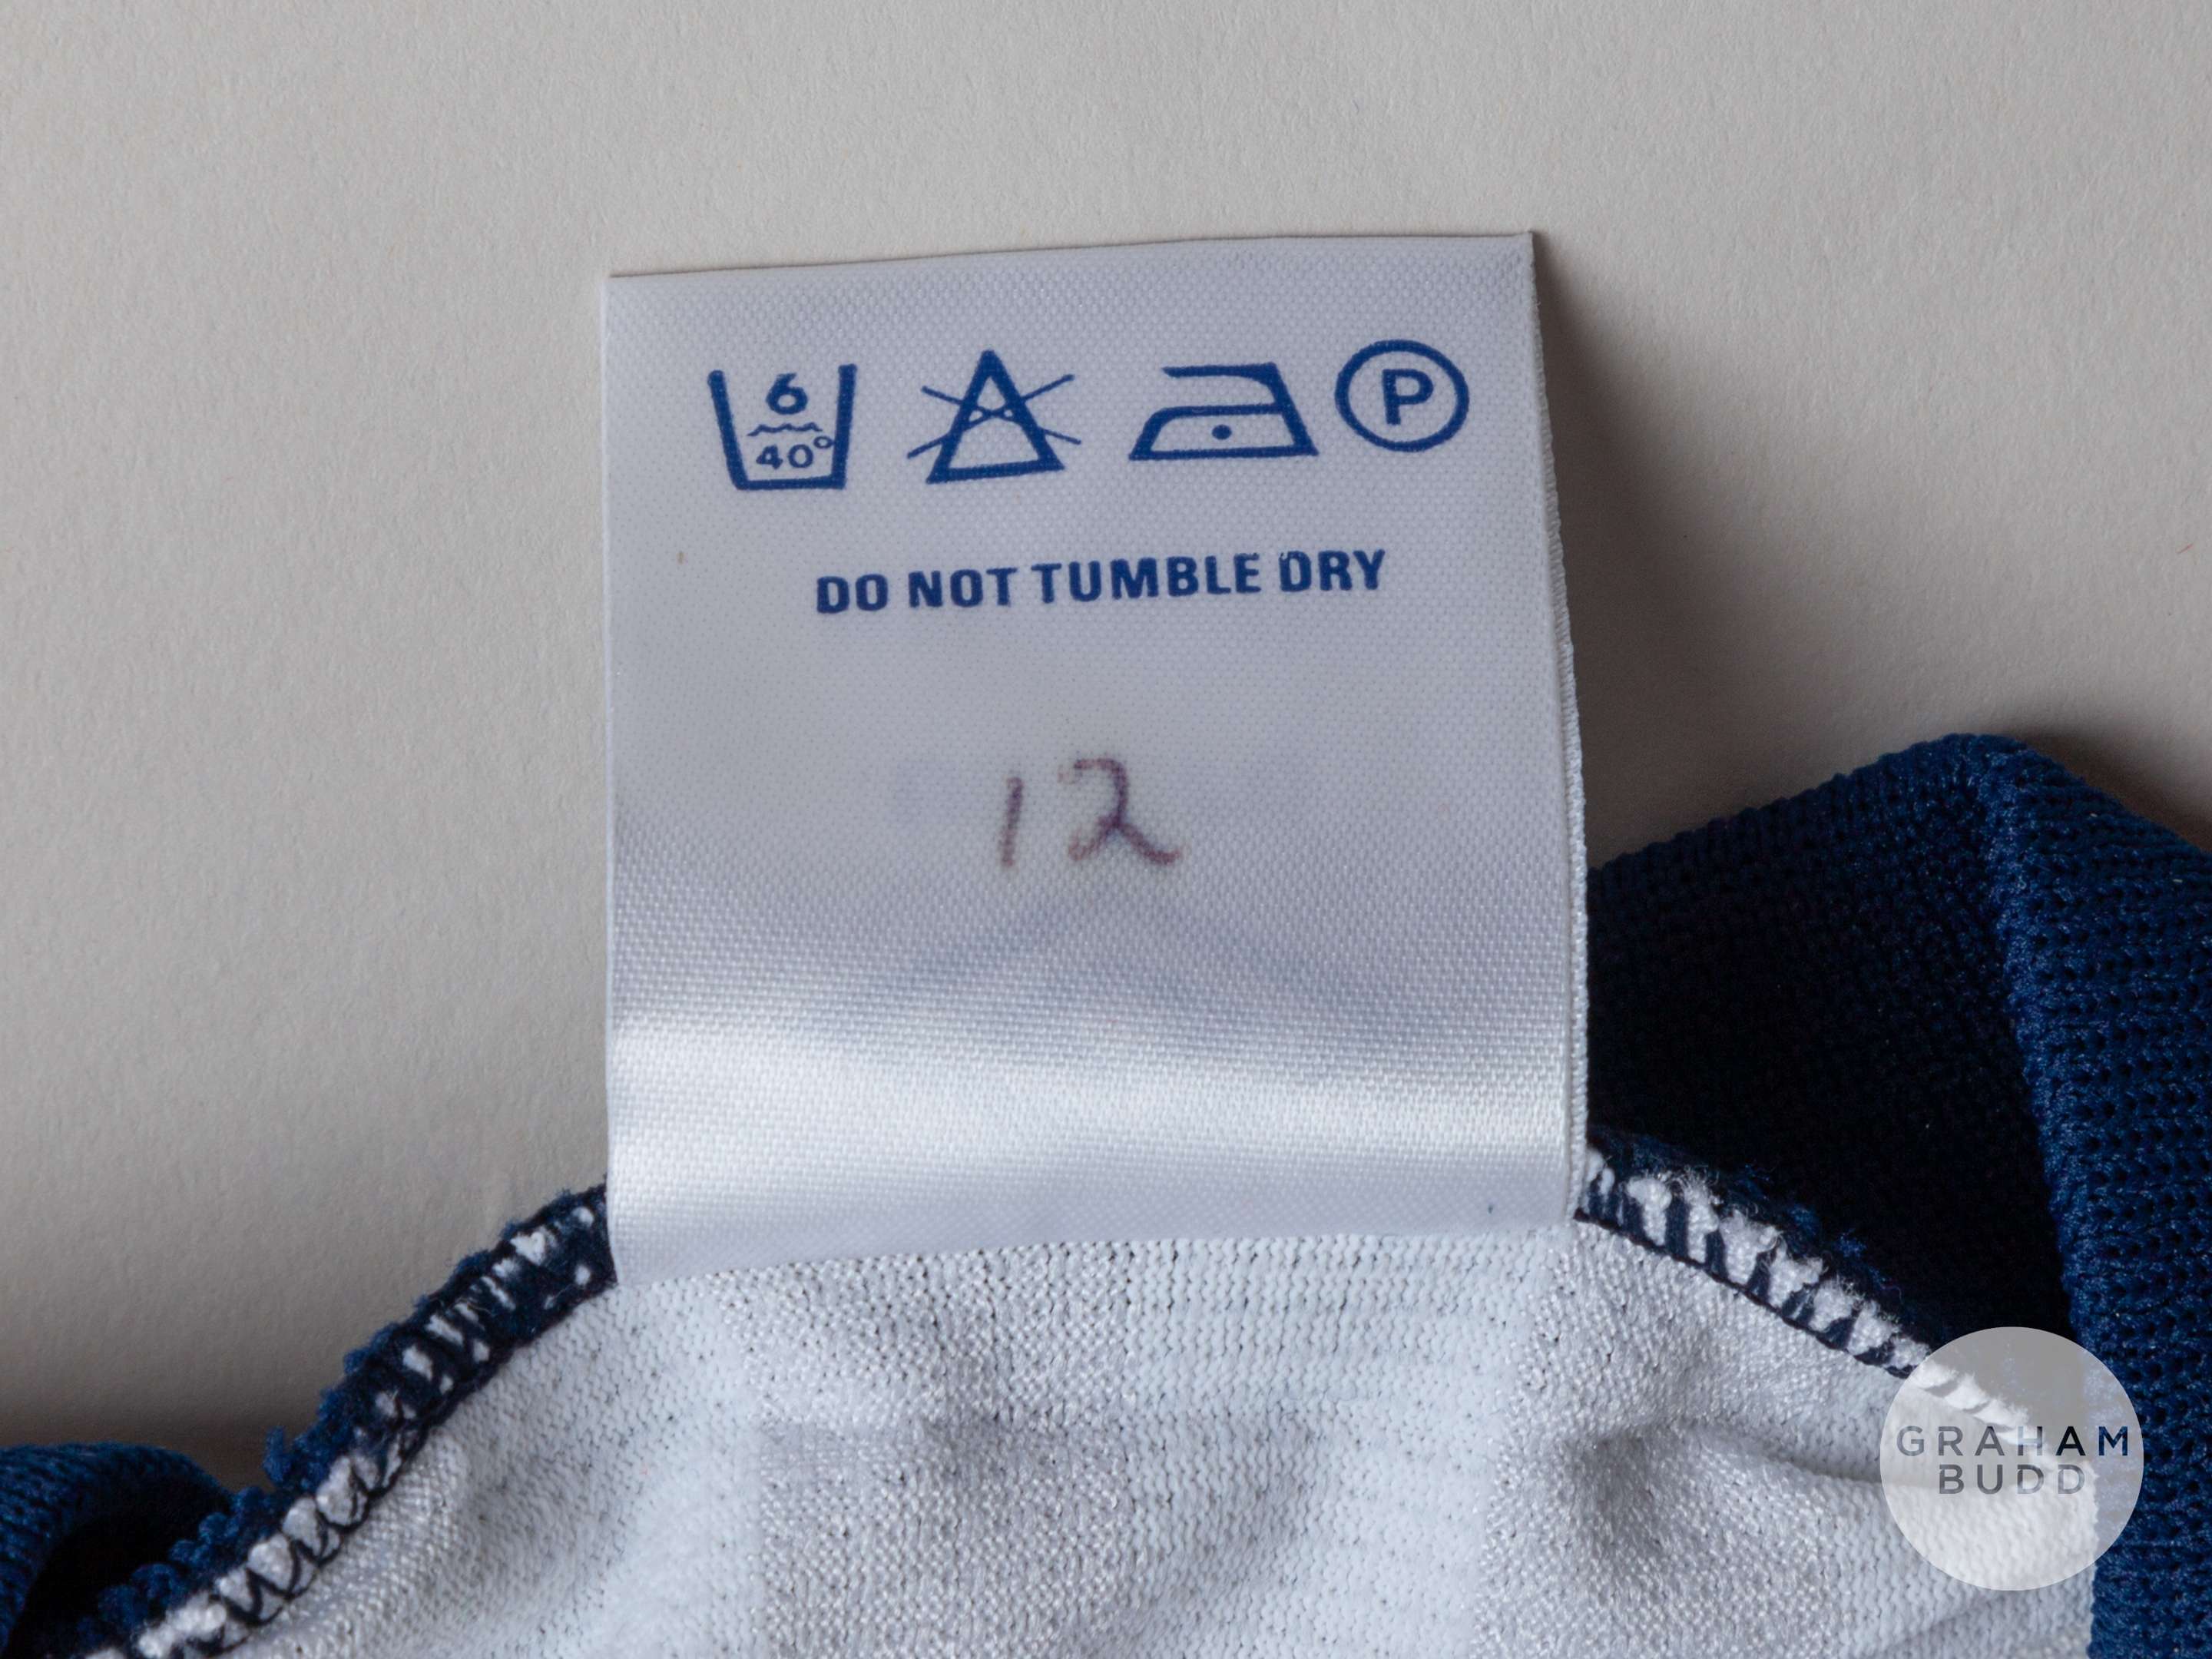 6
40°
P
DO NOT TUMBLE DRY
12
GRAHAM
BUDD